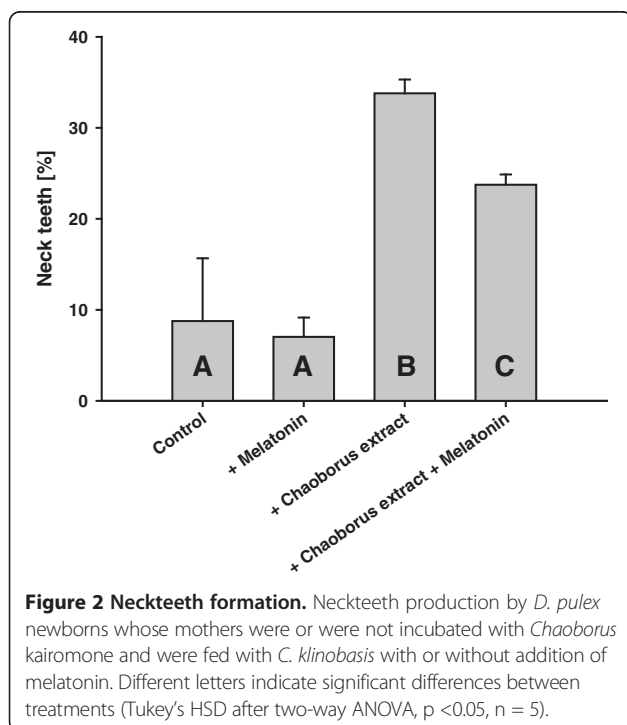 40
30
20
10
0
Neck teeth [%]
A
A
B
C
Control
+ Melatonin
+ Chaoborus extract
+ Chaoborus extract + Melatonin
Figure 2 Neckteeth formation. Neckteeth production by D. pulex
newborns whose mothers were or were not incubated with Chaoborus
kairomone and were fed with C. klinobasis with or without addition of
melatonin. Different letters indicate significant differences between
treatments (Tukey's HSD after two-way ANOVA, p <0.05, n = 5).